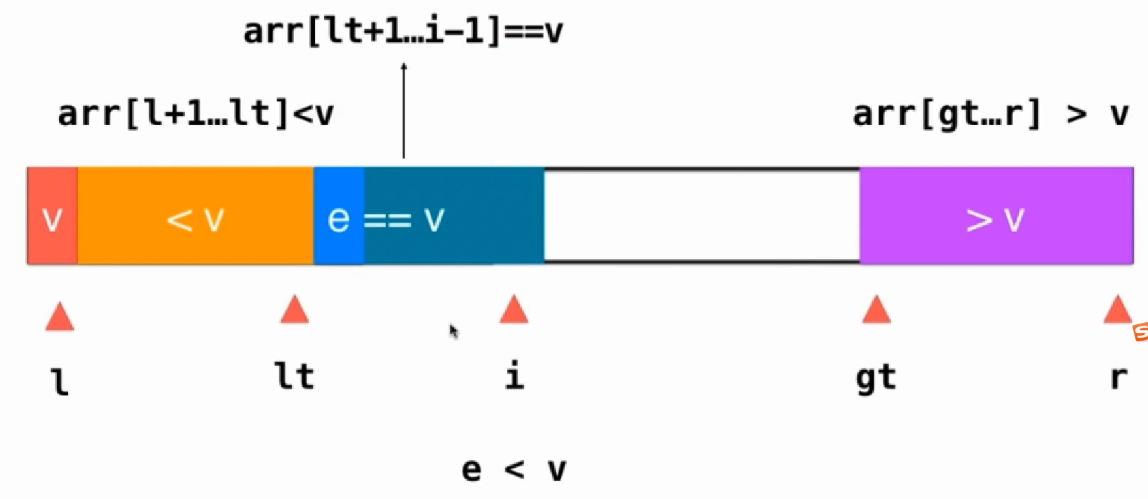 arr[lt+1…i-1]==v
arr[l+1…lt]<v
arr[gt…r] > v
v
< v
e == v
> v
l
lt
i
gt
r
e < v
S